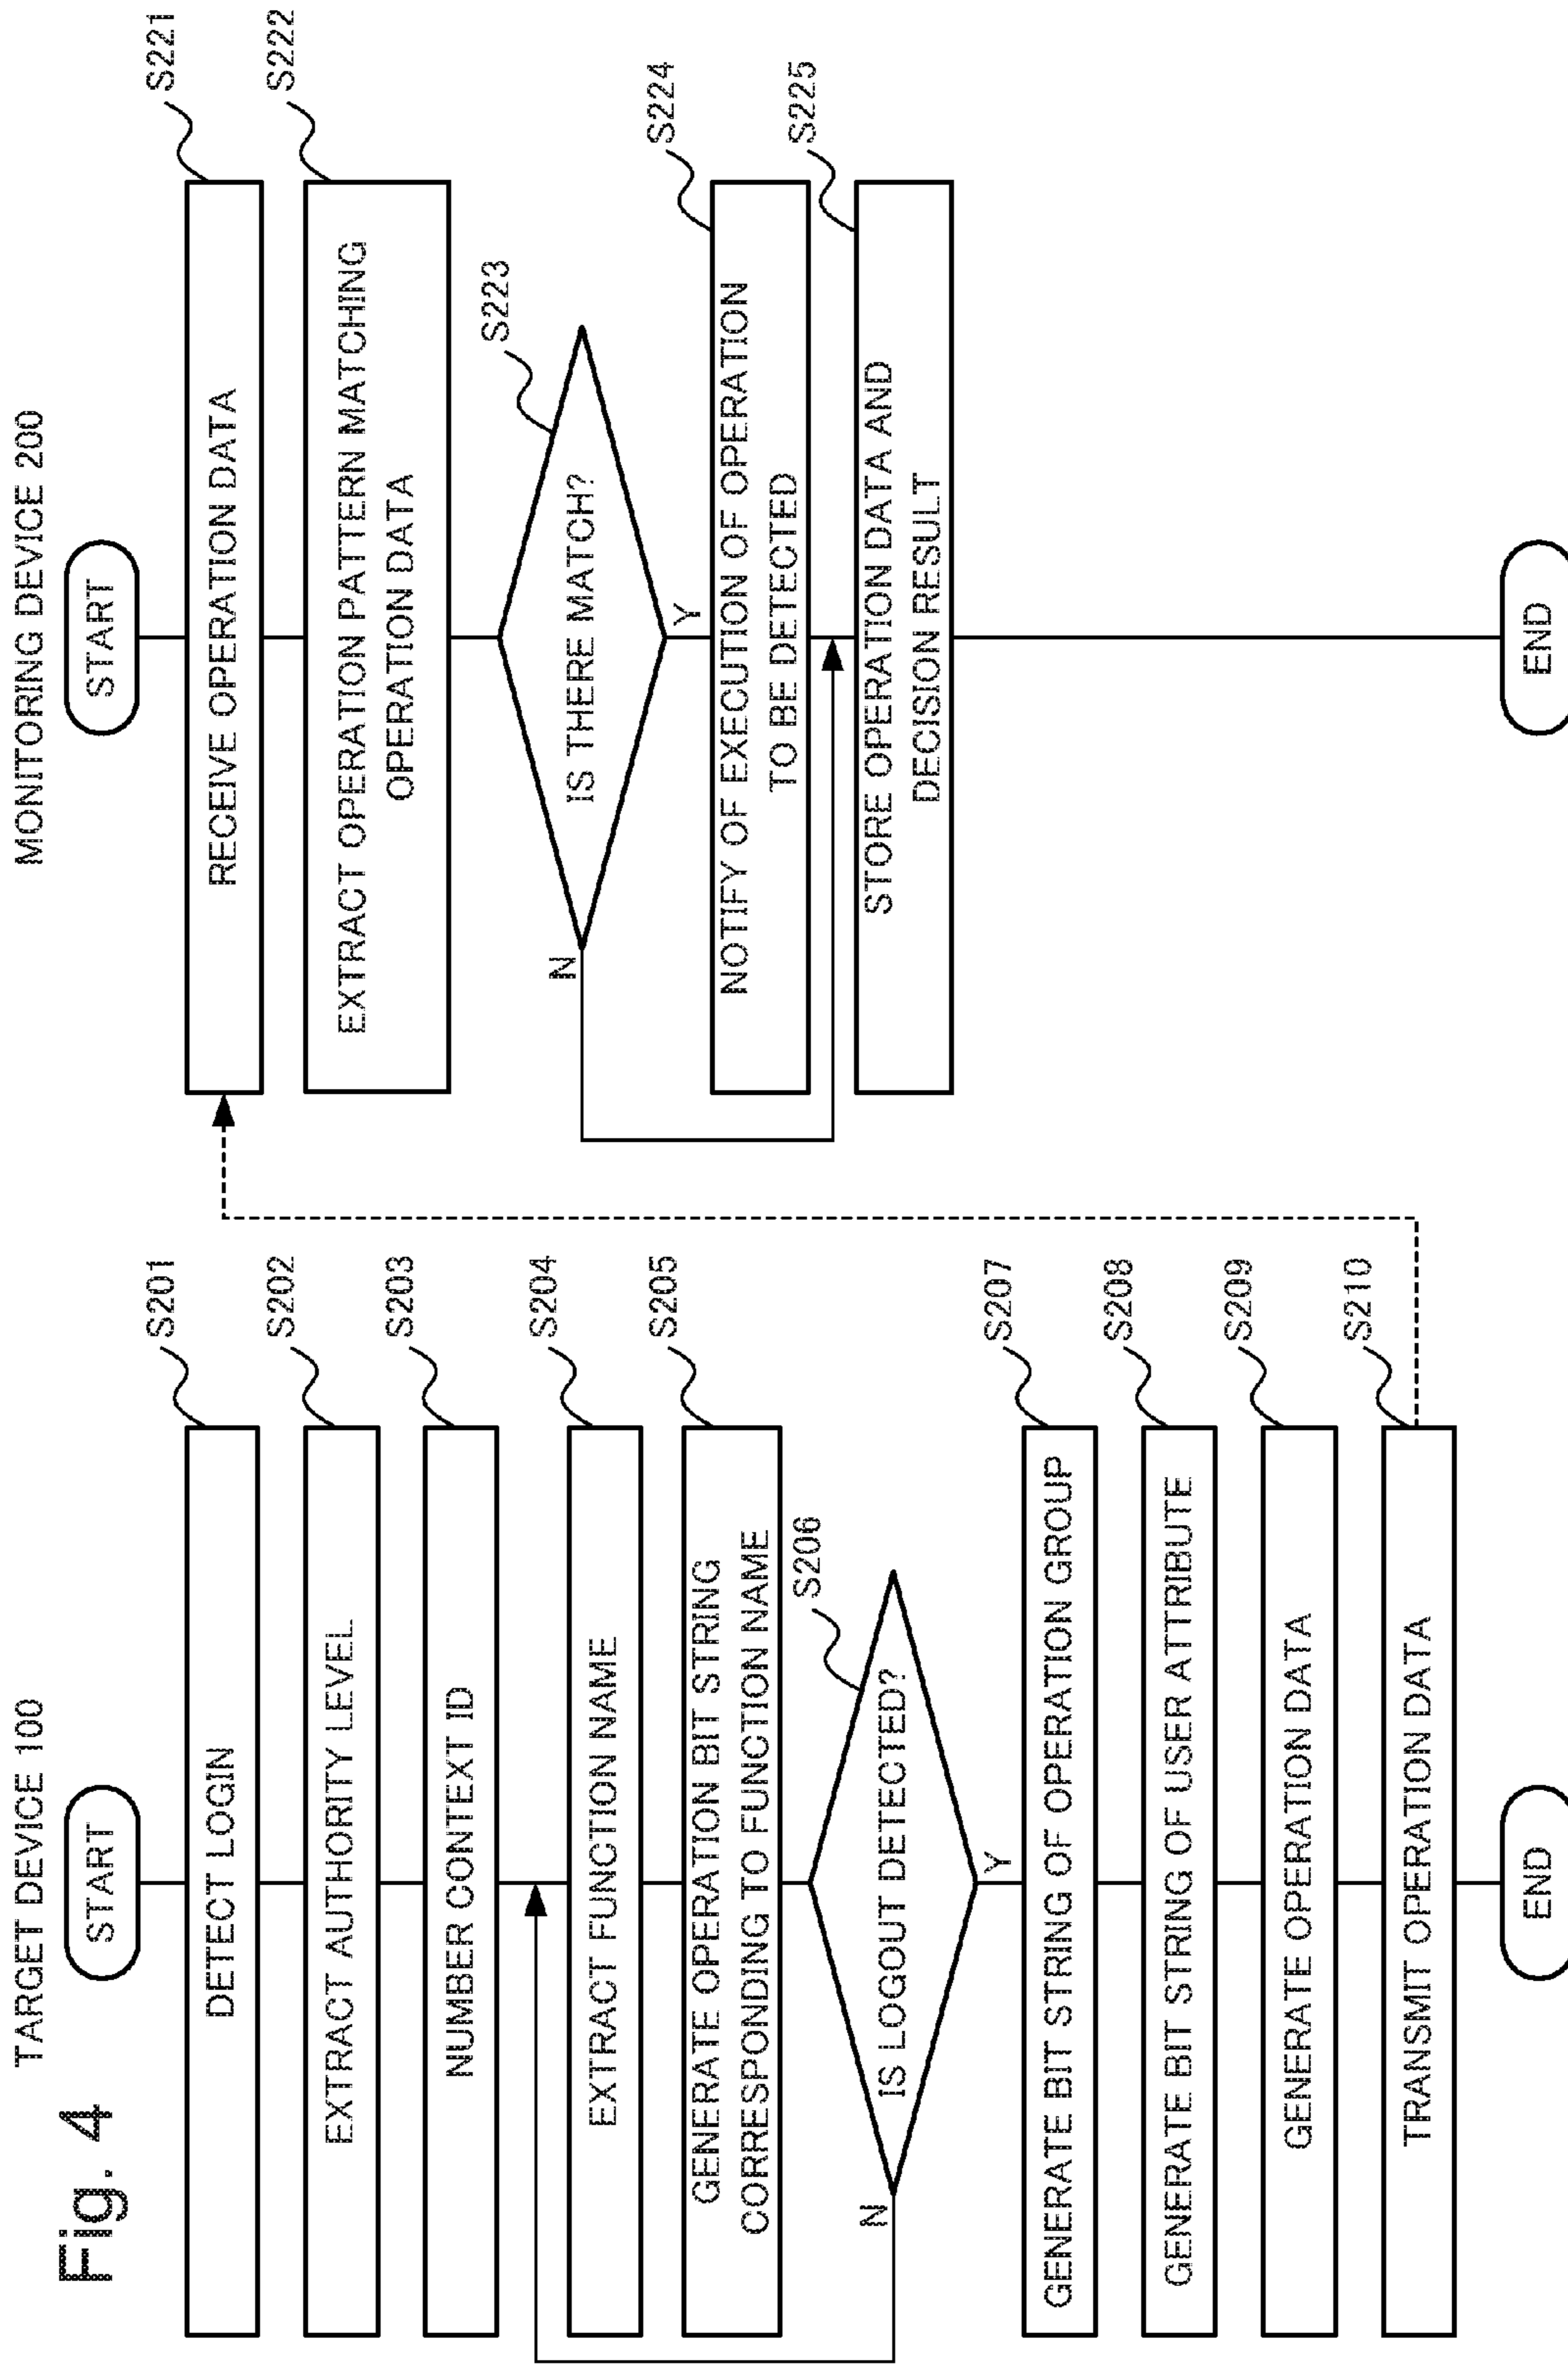 Fig. 4
TARGET DEVICE 100
START
DETECT LOGIN
S201
EXTRACT AUTHORITY LEVEL
S202
NUMBER CONTEXT ID
S203
EXTRACT FUNCTION NAME
S204
GENERATE OPERATION BIT STRING
CORRESPONDING TO FUNCTION NAME
S205
IS LOGOUT DETECTED?
S206
N
Y
GENERATE BIT STRING OF OPERATION GROUP
S207
GENERATE BIT STRING OF USER ATTRIBUTE
S208
GENERATE OPERATION DATA
S209
TRANSMIT OPERATION DATA
S210
END
MONITORING DEVICE 200
START
RECEIVE OPERATION DATA
S221
EXTRACT OPERATION PATTERN MATCHING
OPERATION DATA
S222
IS THERE MATCH?
S223
N
Y
NOTIFY OF EXECUTION OF OPERATION
TO BE DETECTED
S224
STORE OPERATION DATA AND
DECISION RESULT
S225
END